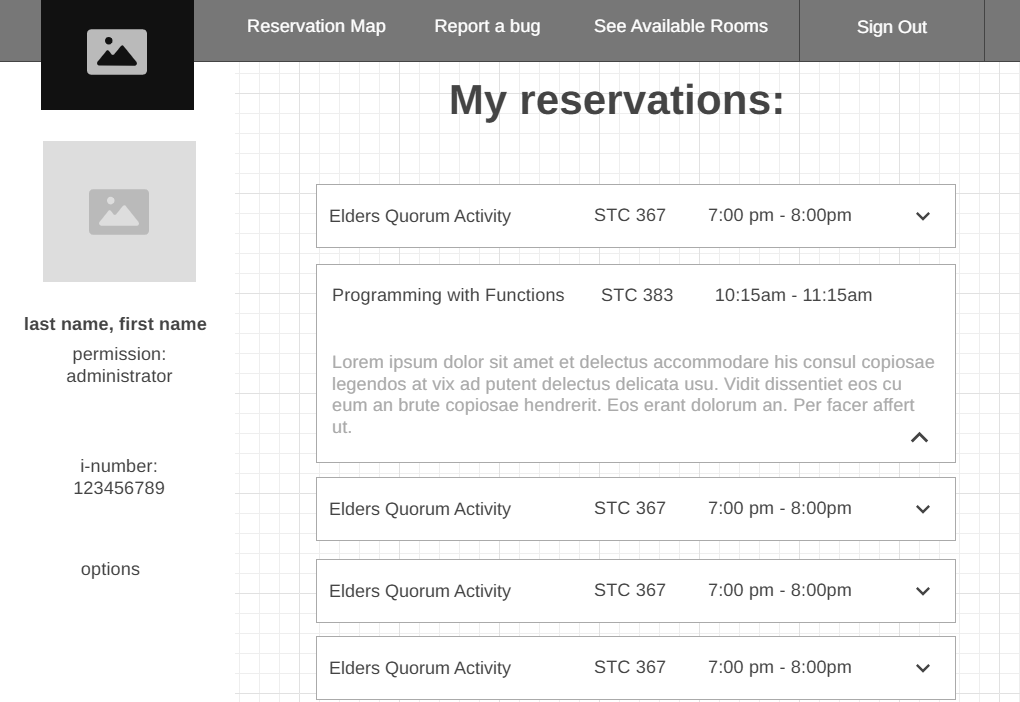 Reservation Map Report a bug See Available Rooms Sign Out
My reservations:
last name, first name
permission:
administrator
i-number:
123456789
options
Elders Quorum Activity STC 367 7:00 pm - 8:00pm
Programming with Functions STC 383 10:15am - 11:15am
Lorem ipsum dolor sit amet et delectus accommodare his consul copiosae
legendos at vix ad putent delectus delicata usu. Vidit dissentiet eos cu
eum an brute copiosae hendrerit. Eos erant dolorum an. Per facer affert
ut.
Elders Quorum Activity STC 367 7:00 pm - 8:00pm
Elders Quorum Activity STC 367 7:00 pm - 8:00pm
Elders Quorum Activity STC 367 7:00 pm - 8:00pm